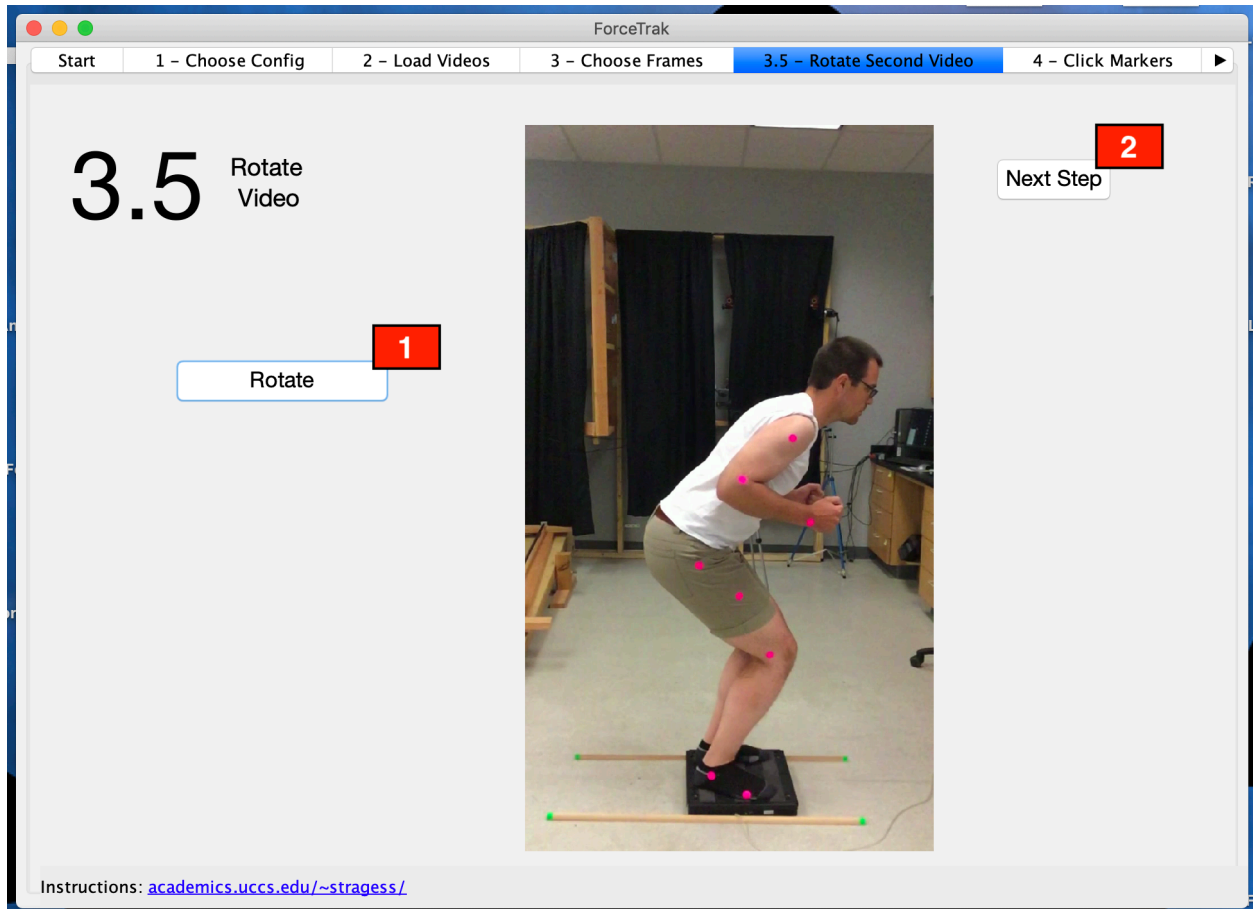 ForceTrak
Start
1 – Choose Config
2 – Load Videos
3 – Choose Frames
3.5 – Rotate Second Video
4 – Click Markers
3.5
Rotate
Video
2
Next Step
1
Rotate
Instructions: academics.uccs.edu/~stragess/